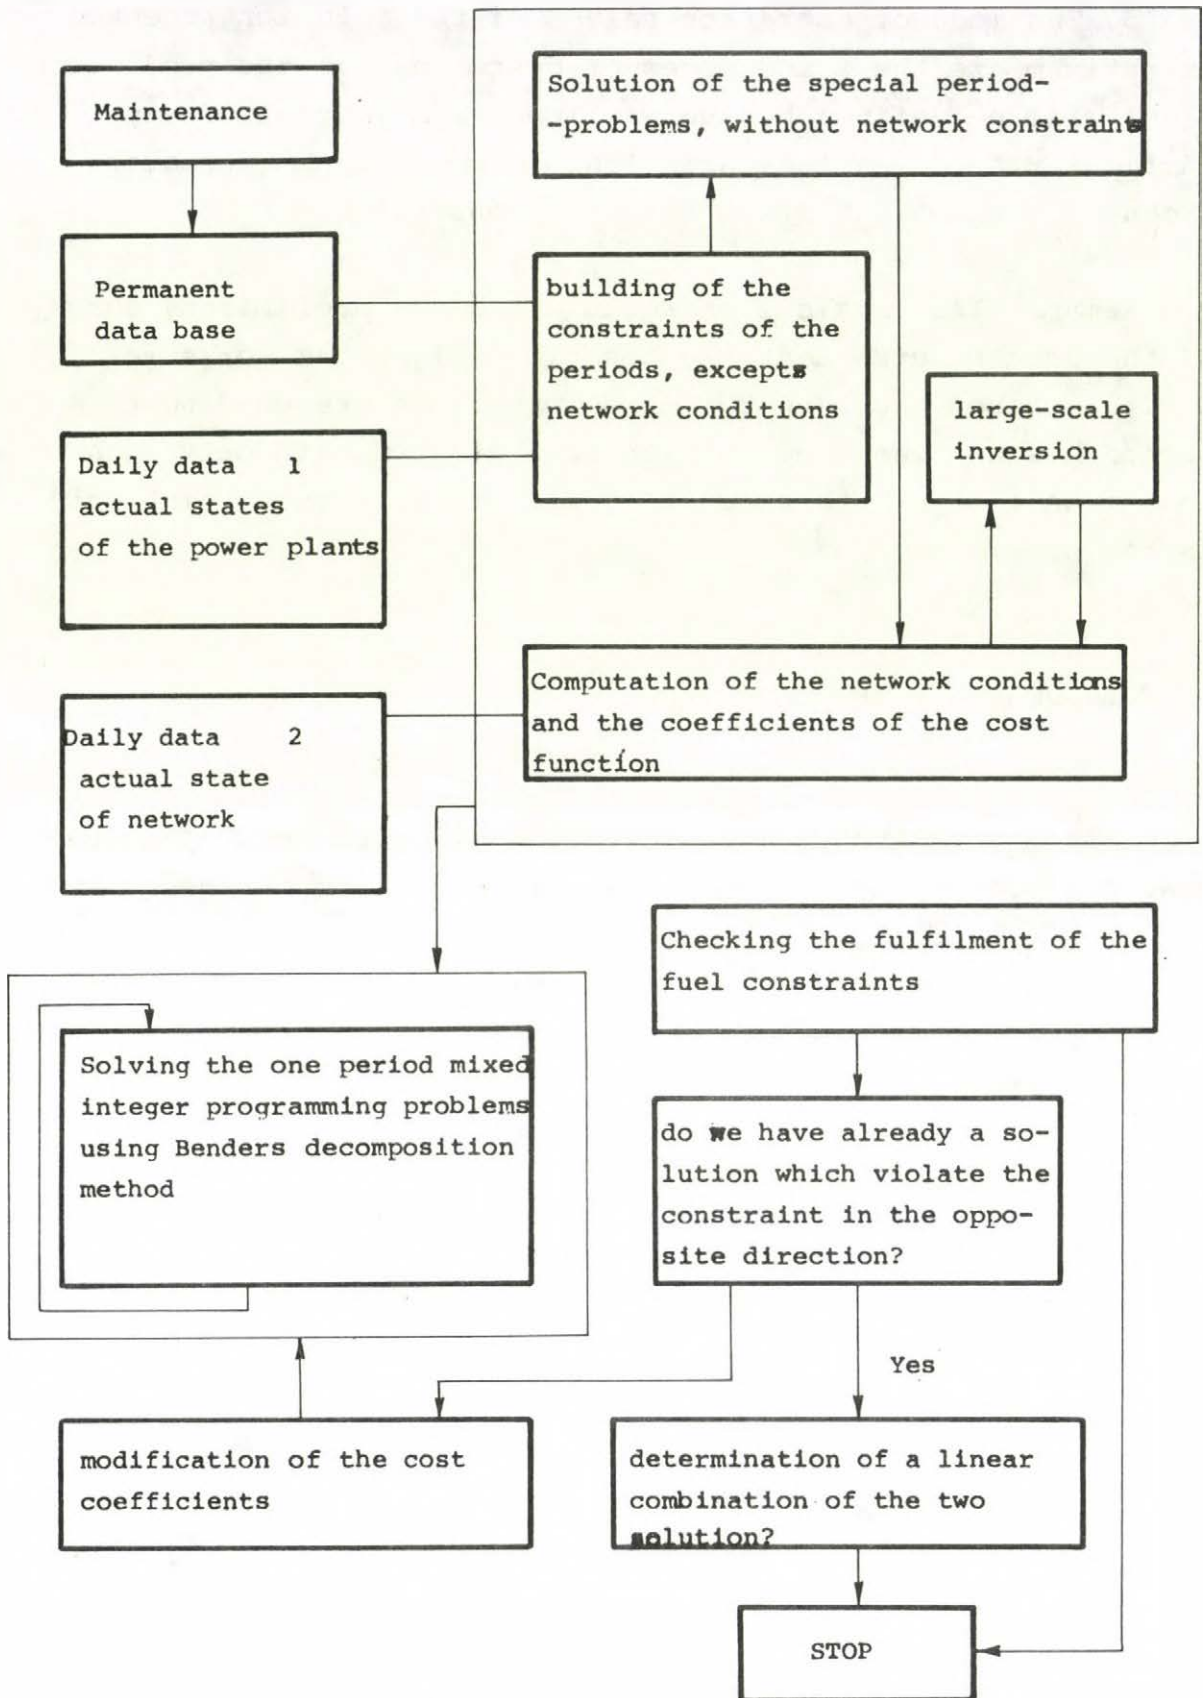 Maintenance
Solution of the special period-
-problems, without network constraints
Permanent
data base
building of the
constraints of the
periods, excepts
network conditions
large-scale
inversion
Daily data 1
actual states
of the power plants
Computation of the network conditions
and the coefficients of the cost
function
Daily data 2
actual state
of network
Checking the fulfilment of the
fuel constraints
Solving the one period mixed
integer programming problems
using Benders decomposition
method
do we have already a so-
lution which violate the
constraint in the oppo-
site direction?
Yes
modification of the cost
coefficients
determination of a linear
combination of the two
solution?
STOP